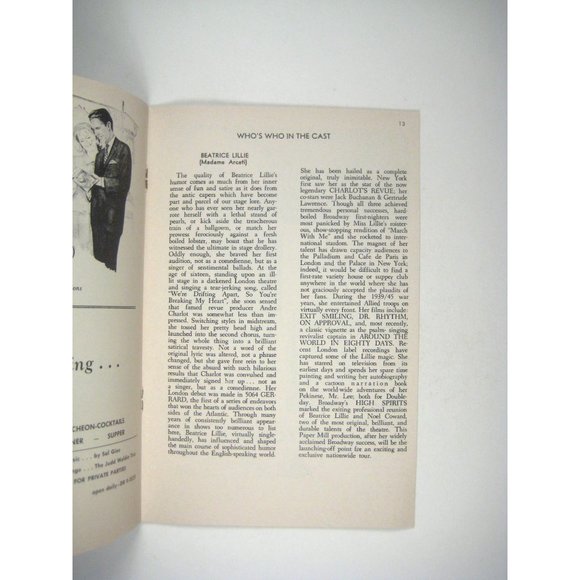 ons
ing . . .
CHEON-COCKTAILS
NER — SUPPER
sic . . . by Sal Gioe
ngs . . . The Judd Woldin Trio
FOR PRIVATE PARTIES
open daily
13
WHO'S WHO IN THE CAST
BEATRICE LILLIE
(Madame Arcati)
The quality of Beatrice Lillie's
humor comes as much from her inner
sense of fun and satire as it does from
the antic capers which have become
part and parcel of our stage lore. Any-
one who has ever seen her nearly gar-
rote herself with a lethal strand of
pearls, or kick aside the treacherous
train of a ballgown, or match her
prowess ferociously against a fresh
boiled lobster, may boast that he has
witnessed the ultimate in stage drollery.
Oddly enough, she braved her first
audition, not as a comedienne, but as a
singer of sentimental ballads. At the
age of sixteen, standing upon an ill
lit stage in a darkened London theatre
and singing a tear-jerking song, called
"We're Drifting Apart, So You're
Breaking My Heart", she soon sensed
that famed revue producer Andre
Charlot was somewhat less than im-
pressed. Switching styles in midstream,
she tossed her pretty head high and
launched into the second chorus, turn-
ing the whole thing into a brilliant
satirical travesty. Not a word of the
original lyric was altered, not a phrase
changed, but she gave free rein to her
sense of the absurd with such hilarious
results that Charlot was convulsed and
immediately signed her up... not as
a singer, but as a comedienne. Her
London debut was made in 5064 GER-
RARD, the first of a series of endeavors
that won the hearts of audiences on both
sides of the Atlantic. Through many
years of consistently brilliant appear-
ance in shows too numerous to list
here, Beatrice Lillie, virtually single-
handedly, has influenced and shaped
the main course of sophisticated humor
throughout the English-speaking world.
She has been hailed as a complete
original, truly inimitable. New York
first saw her as the star of the now
legendary CHARLOT'S REVUE, her
co-stars were Jack Buchanan & Gertrude
Lawrence. Though all three achieved
tremendous personal successes, hard-
boiled Broadway first-nighters were
most panicked by Miss Lillie's roister-
ous, show-stopping rendition of "March
With Me" and she rocketed to inter-
national stardom. The magnet of her
talent has drawn capacity audiences to
the Palladium and Café de Paris in
London and the Palace in New York;
indeed, it would be difficult to find a
first-rate variety house or supper club
anywhere in the world where she has
not graciously accepted the plaudits of
her fans. During the 1939/45 war
years, she entertained Allied troops on
virtually every front. Her films include:
EXIT SMILING, DR. RHYTHM,
ON APPROVAL, and, most recently,
a classic vignette as the psalm- singing
revivalist captain in AROUND THE
WORLD IN EIGHTY DAYS. Re-
cent London label recordings have
captured some of the Lillie magic. She
has starred on television from its
earliest days and spends her spare time
painting and writing her autobiography
and a cartoon narration book
on the world-wide adventures of her
Pekinese, Mr. Lee; both for Double-
day. Broadway's HIGH SPIRITS
marked the exiting professional reunion
of Beatrice Lillie and Noel Coward,
two of the most original, brilliant, and
durable talents of the theatre. This
Paper Mill production, after her widely
acclaimed Broadway success, will be the
launching-off point for an exciting and
exclusive nationwide tour.